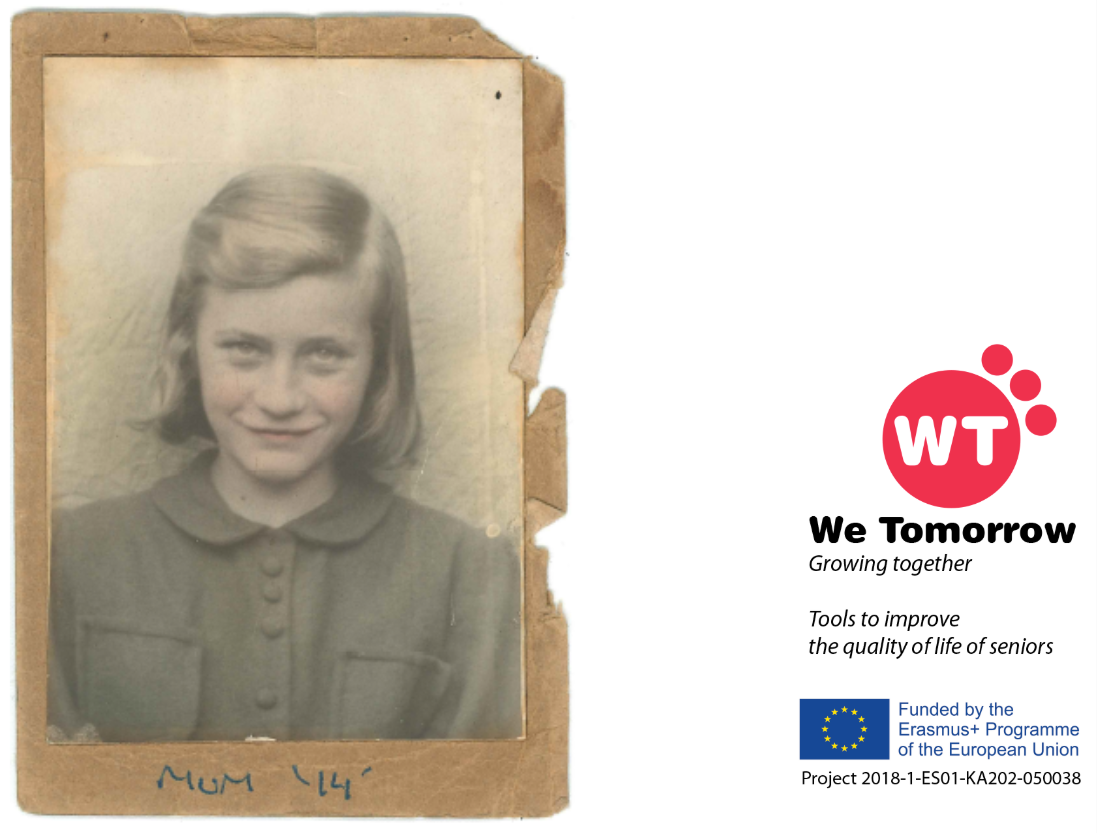 MUM '14'
WT
We Tomorrow
Growing together
Tools to improve
the quality of life of seniors
Funded by the
Erasmus+ Programme
of the European Union
Project 2018-1-ES01-KA202-050038